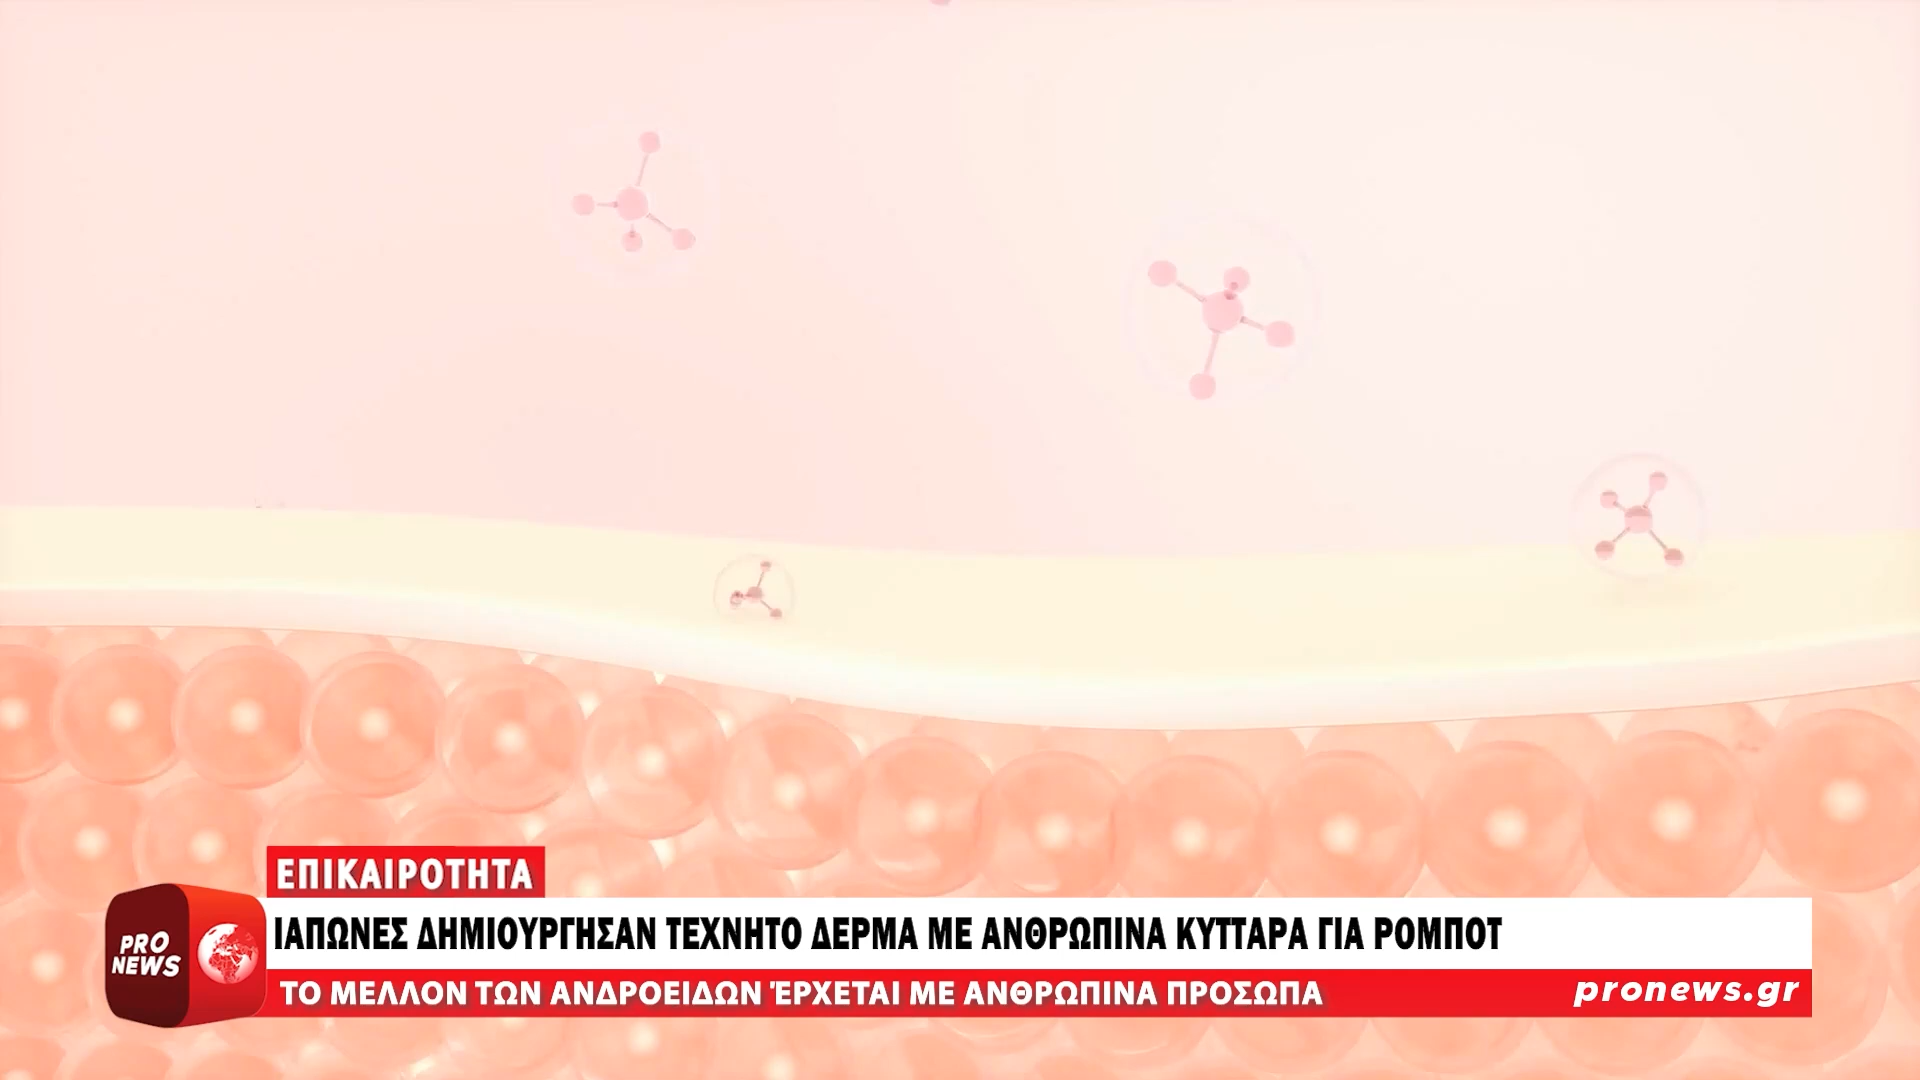 ΕΠΙΚΑΙΡΟΤΗΤΑ
ΙΑΠΩΝΕΣ ΔΗΜΙΟΥΡΓΗΣΑΝ ΤΕΧΝΗΤΟ ΔΕΡΜΑ ΜΕ ΑΝΘΡΩΠΙΝΑ ΚΥΤΤΑΡΑ ΓΙΑ ΡΟΜΠΟΤ
PRO
NEWS
ΤΟ ΜΕΛΛΟΝ ΤΩΝ ΑΝΔΡΟΕΙΔΩΝ ΈΡΧΕΤΑΙ ΜΕ ΑΝΘΡΩΠΙΝΑ ΠΡΟΣΩΠΑ
pronews.gr